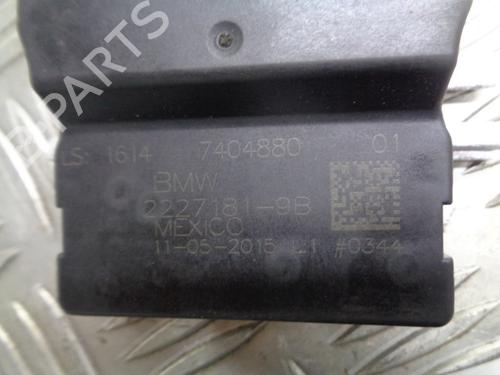 PARTS
LS 1614 7404880 01
BMW
2227181-9B
MEXICO
11-05-2015 L1 #0344